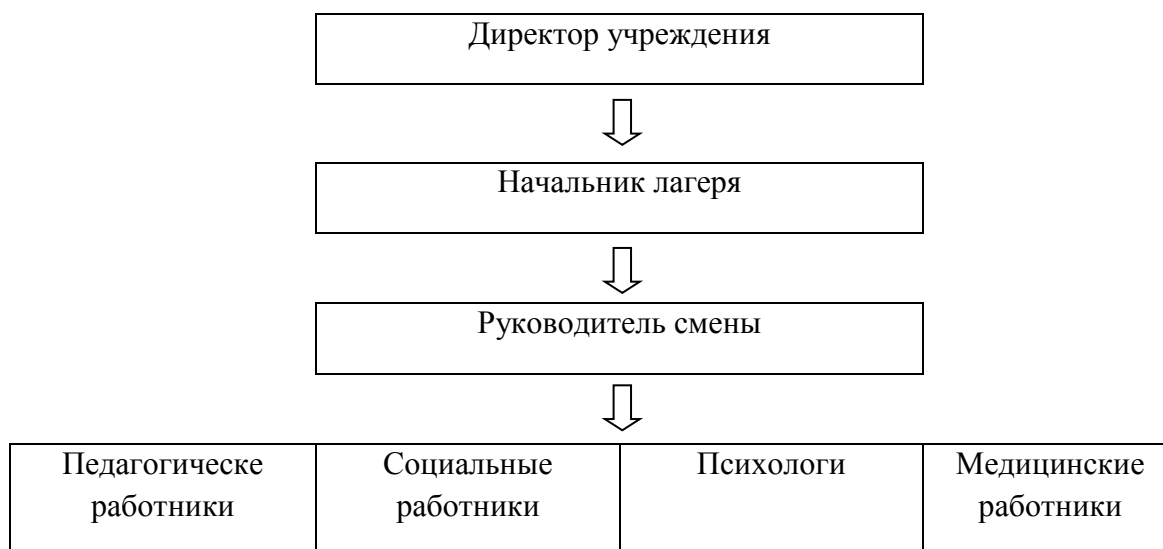 Директор учреждения
Начальник лагеря
Руководитель смены
Педагогическе
работники
Социальные
работники
Психологи
Медицинские
работники